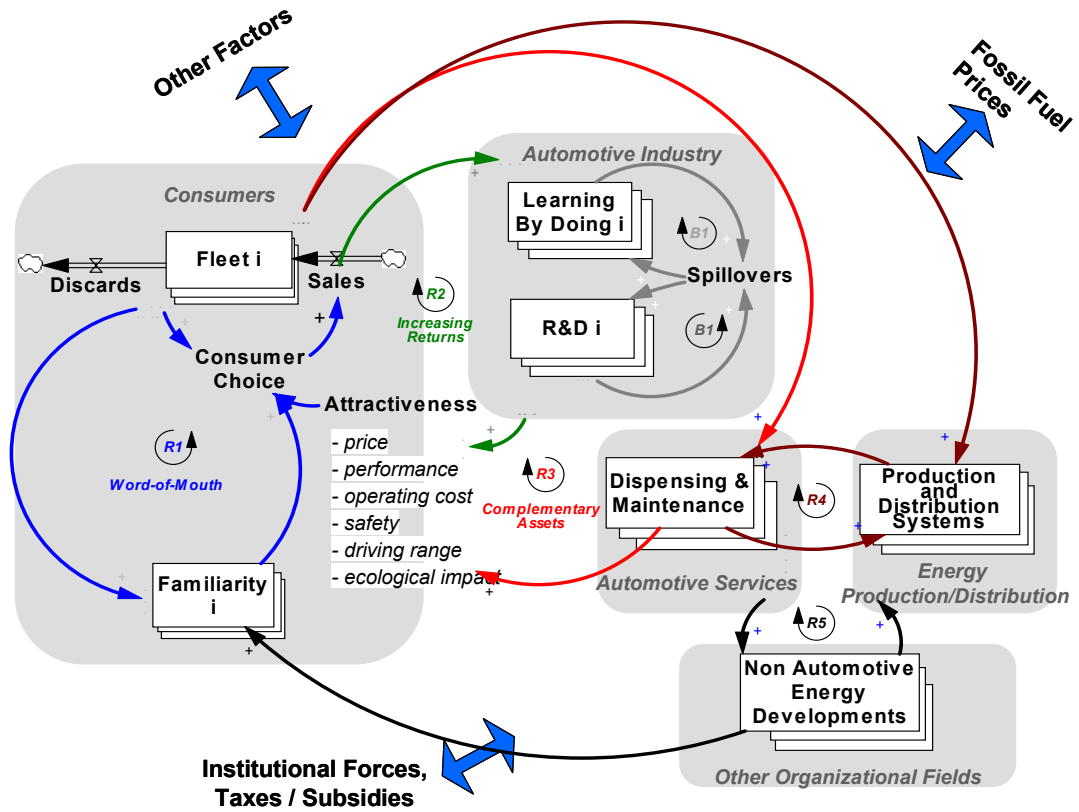 Other Factors
Fossil Fuel
Prices
Consumers
Fleet i
Discards
Sales
+
Consumer
Choice
Attractiveness
- price
- performance
- operating cost
- safety
- driving range
- ecological impact
R1
Word-of-Mouth
Familiarity
i
+
+
R2
Increasing
Returns
+
+
Automotive Industry
Learning
By Doing i
B1
Spillovers
R&D i
B1
+
+
+
+
+
R3
Complementary
Assets
+
+
+
Dispensing &
Maintenance
Automotive Services
R4
+
+
Production
and
Distribution
Systems
Energy
Production/Distribution
R5
+
+
Non Automotive
Energy
Developments
Other Organizational Fields
+
Institutional Forces,
Taxes / Subsidies